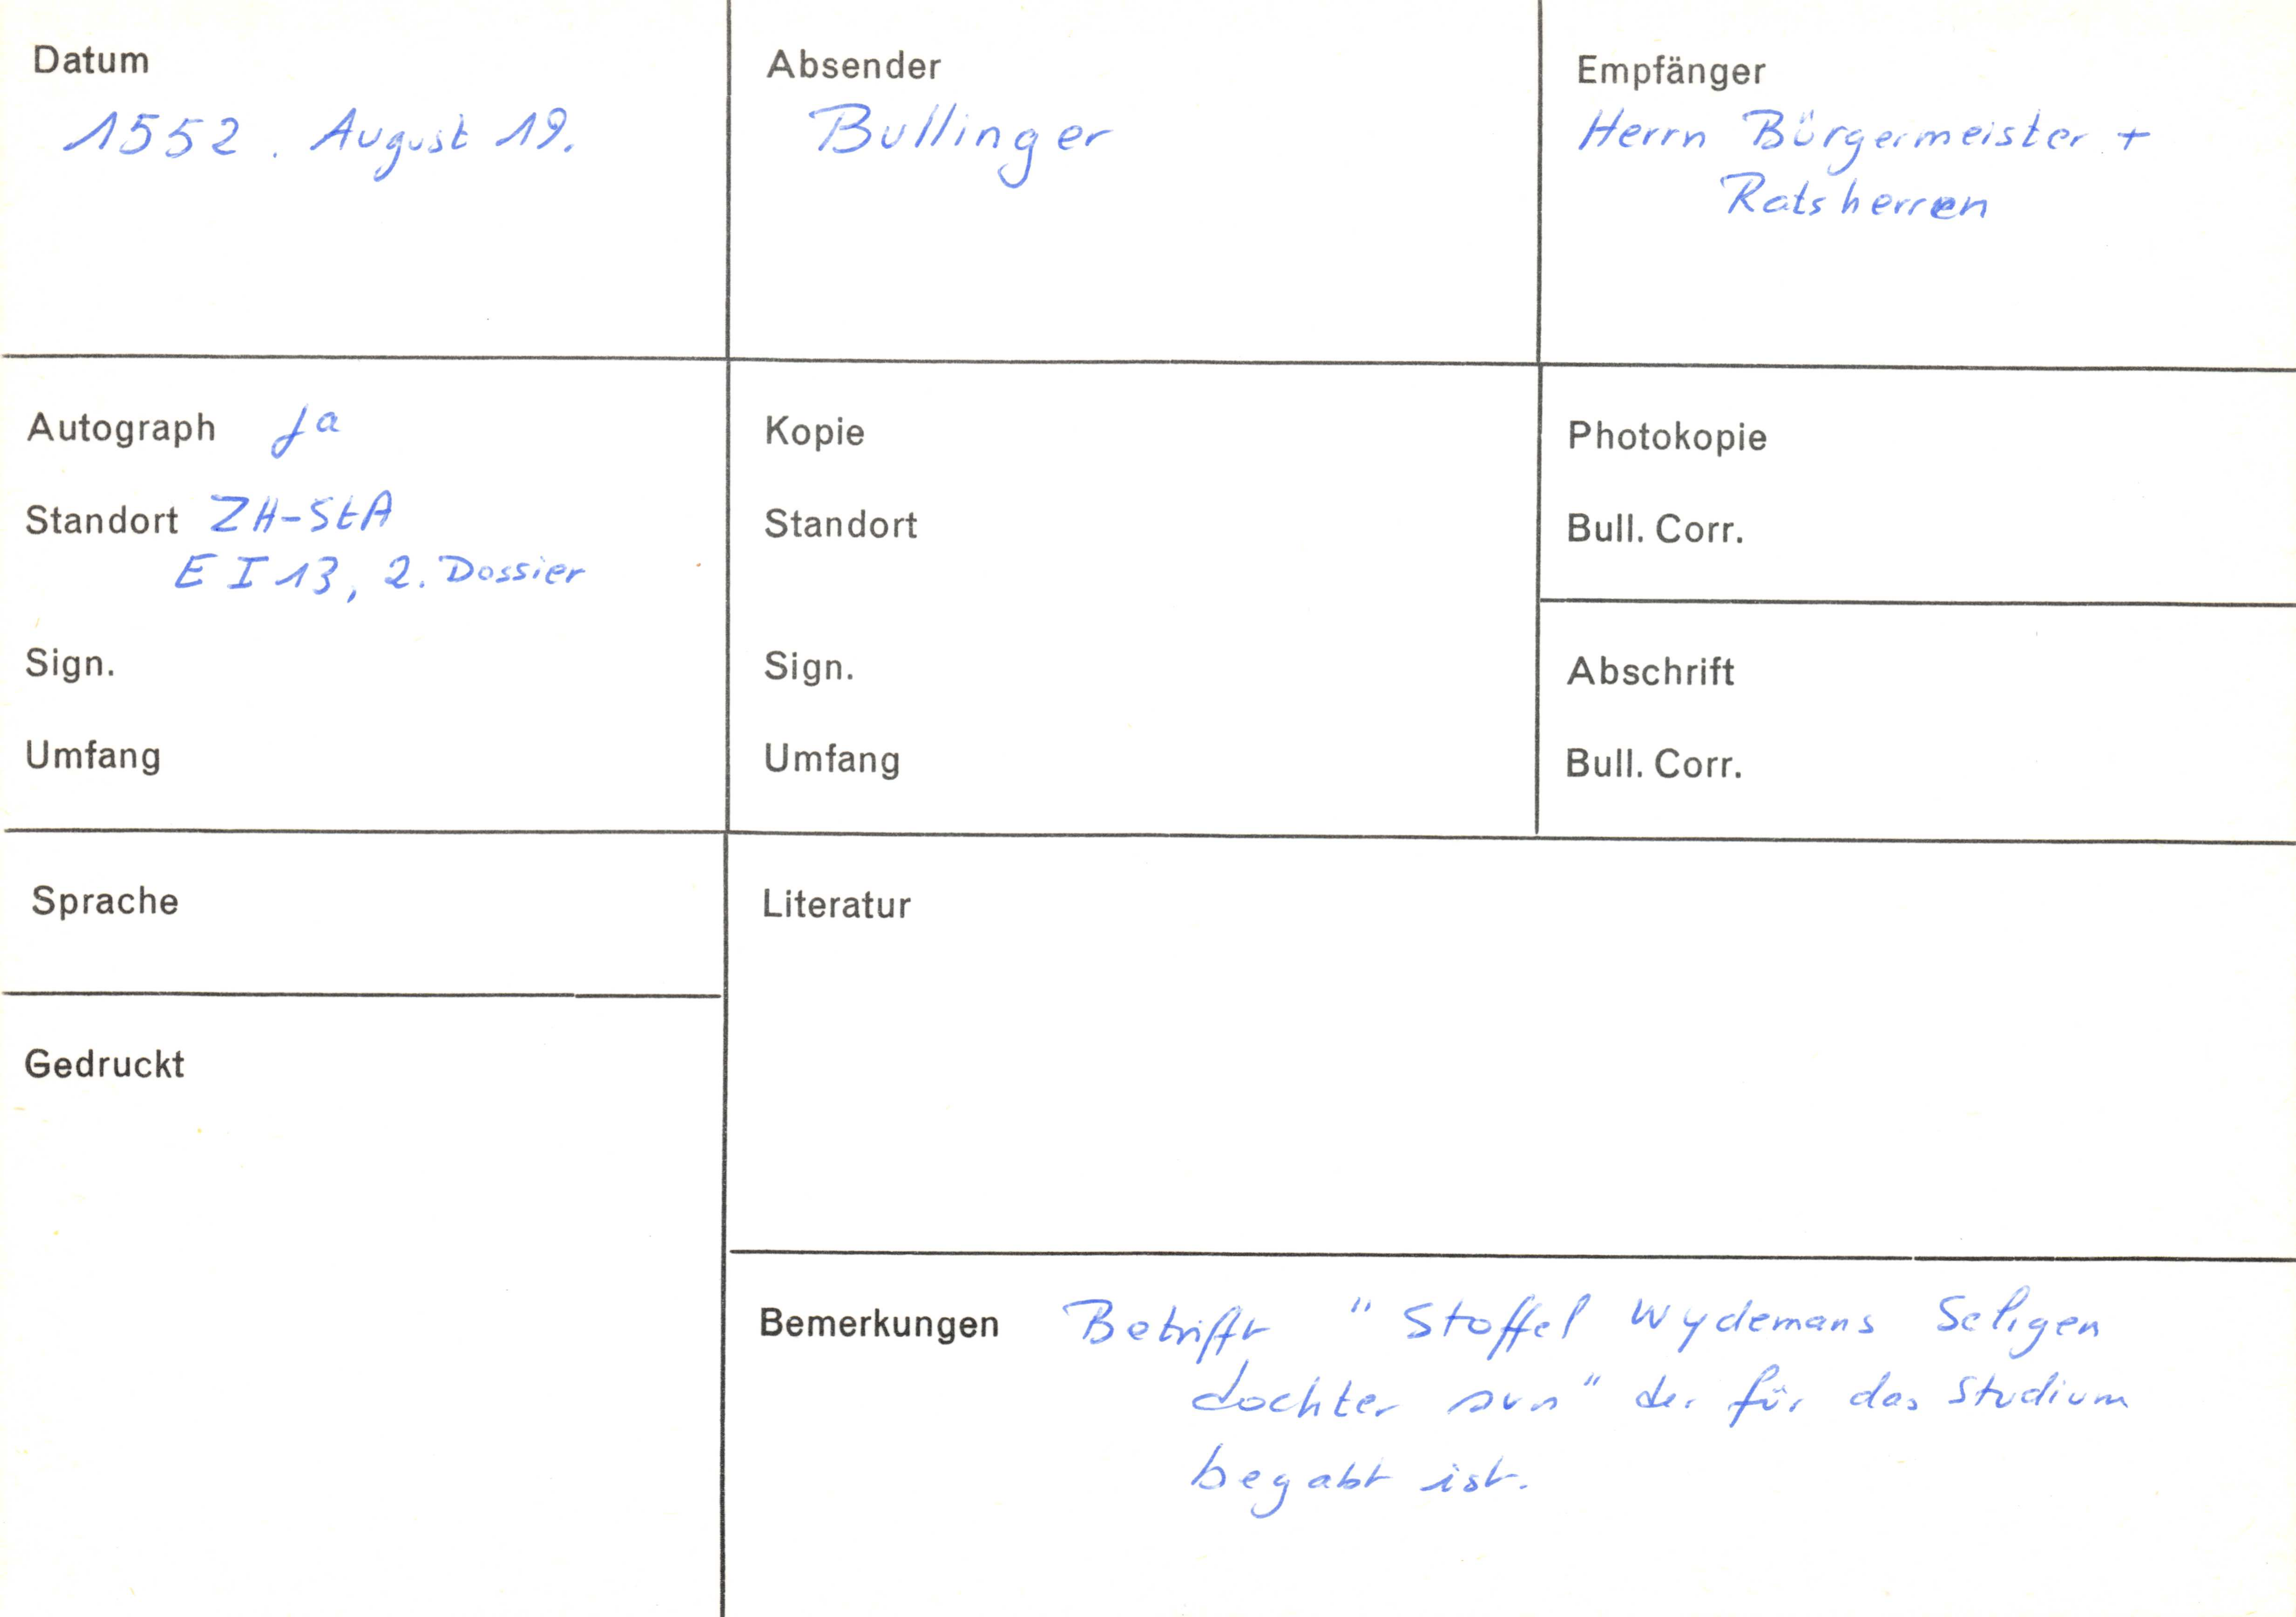 Datum
1552. August 19.
Absender
Bullinger
Empfänger
Herrn Bürgermeister +
Ratsherren
Autograph ja
Standort ZH-StA
E I 13, 2. Dossier
Sign.
Umfang
Kopie
Standort
Sign.
Umfang
Photokopie
Bull. Corr.
Abschrift
Bull. Corr.
Sprache
Gedruckt
Literatur
Bemerkungen Betrifft "Stoffel Wydemans Seligen
dochter sun" der für das Studium
begabt ist.